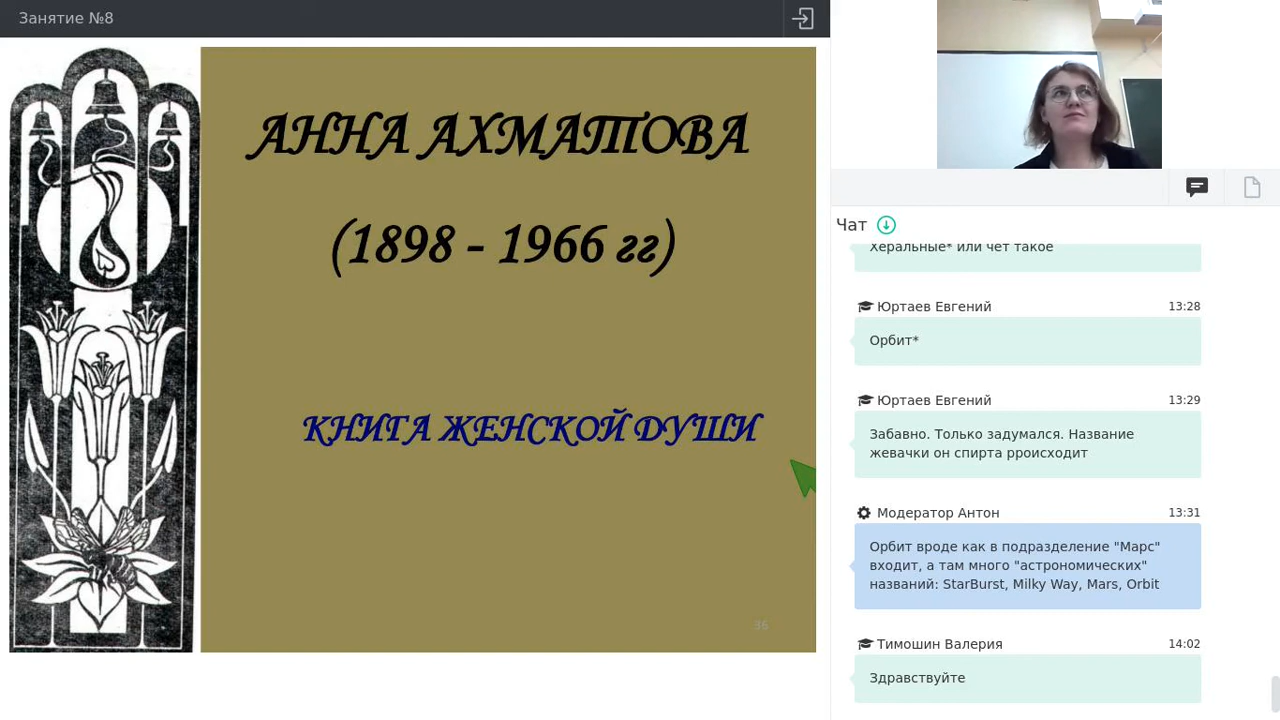 Занятие №8
АННА АХМАТОВА
(1898 - 1966 гг)
КНИГА ЖЕНСКОЙ ДУШИ
36
Чат
Херальные* или чет такое
Юртаев Евгений 13:28
Орбит*
Юртаев Евгений 13:29
Забавно. Только задумался. Название
жевачки он спирта рроисходит
Модератор Антон 13:31
Орбит вроде как в подразделение "Марс"
входит, а там много "астрономических"
названий: StarBurst, Milky Way, Mars, Orbit
Тимошин Валерия 14:02
Здравствуйте